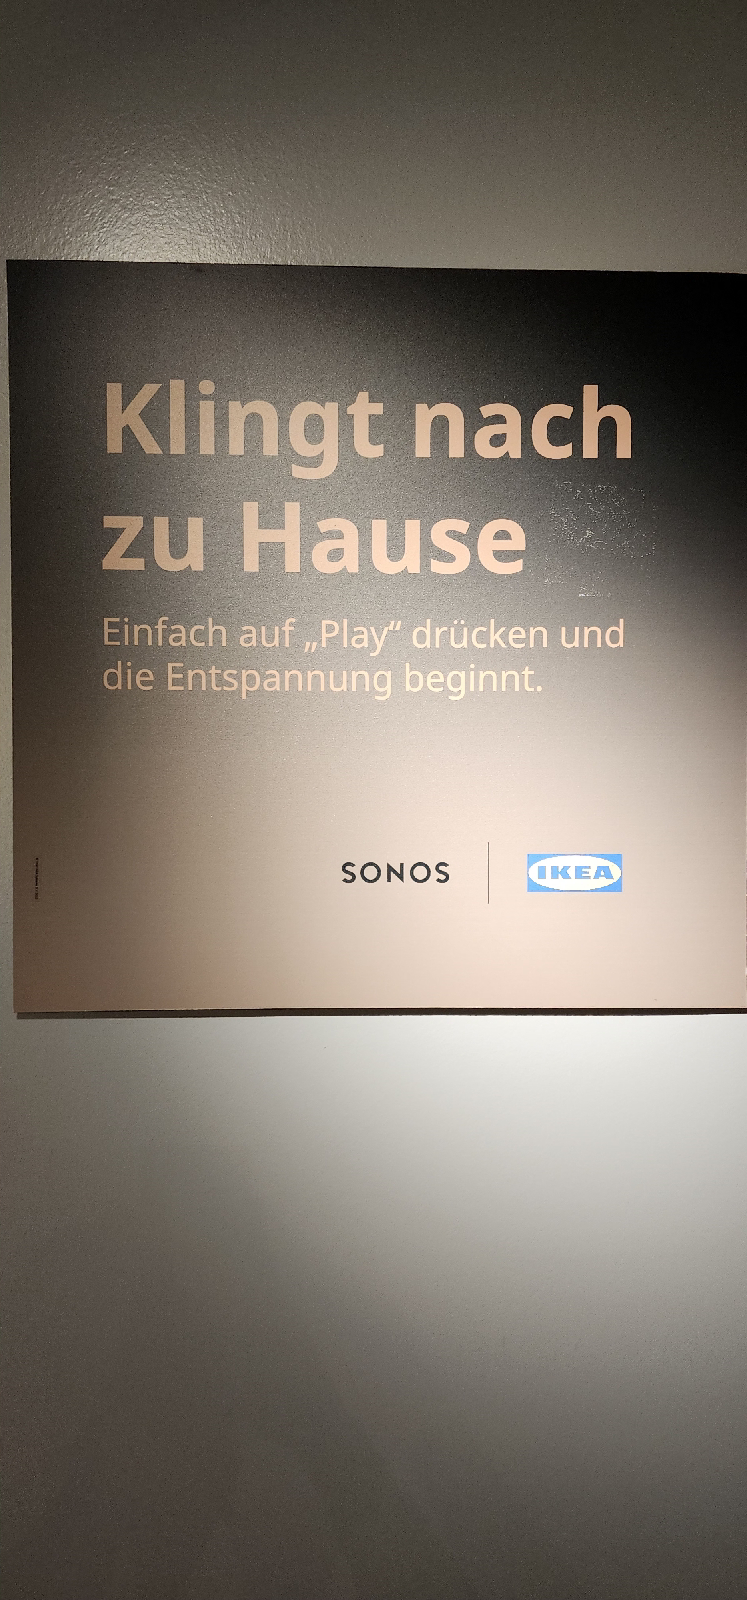 Klingt nach
zu Hause
Einfach auf „Play“ drücken und
die Entspannung beginnt.
SONOS
IKEA